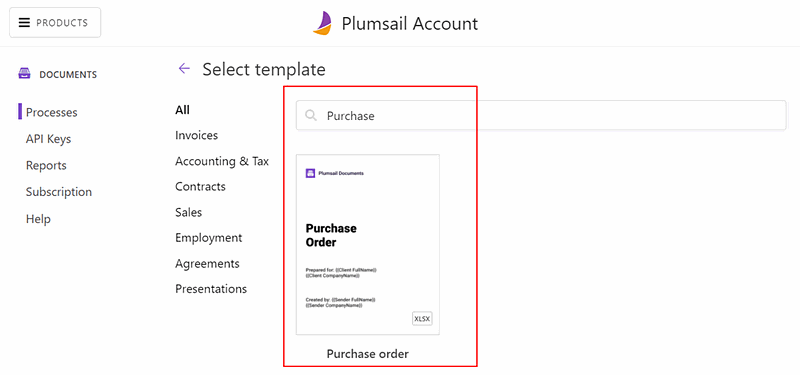 PRODUCTS
Plumsail Account
DOCUMENTS
Processes
API Keys
Reports
Subscription
Help
Select template
All
Invoices
Accounting & Tax
Contracts
Sales
Employment
Agreements
Presentations
Purchase
Plumsail Documents
Purchase
Order
Prepared for: {{Client FullName}}
{{Client CompanyName}}
Created by: {{Sender FullName}}
{{Sender CompanyName}}
XLSX
Purchase order